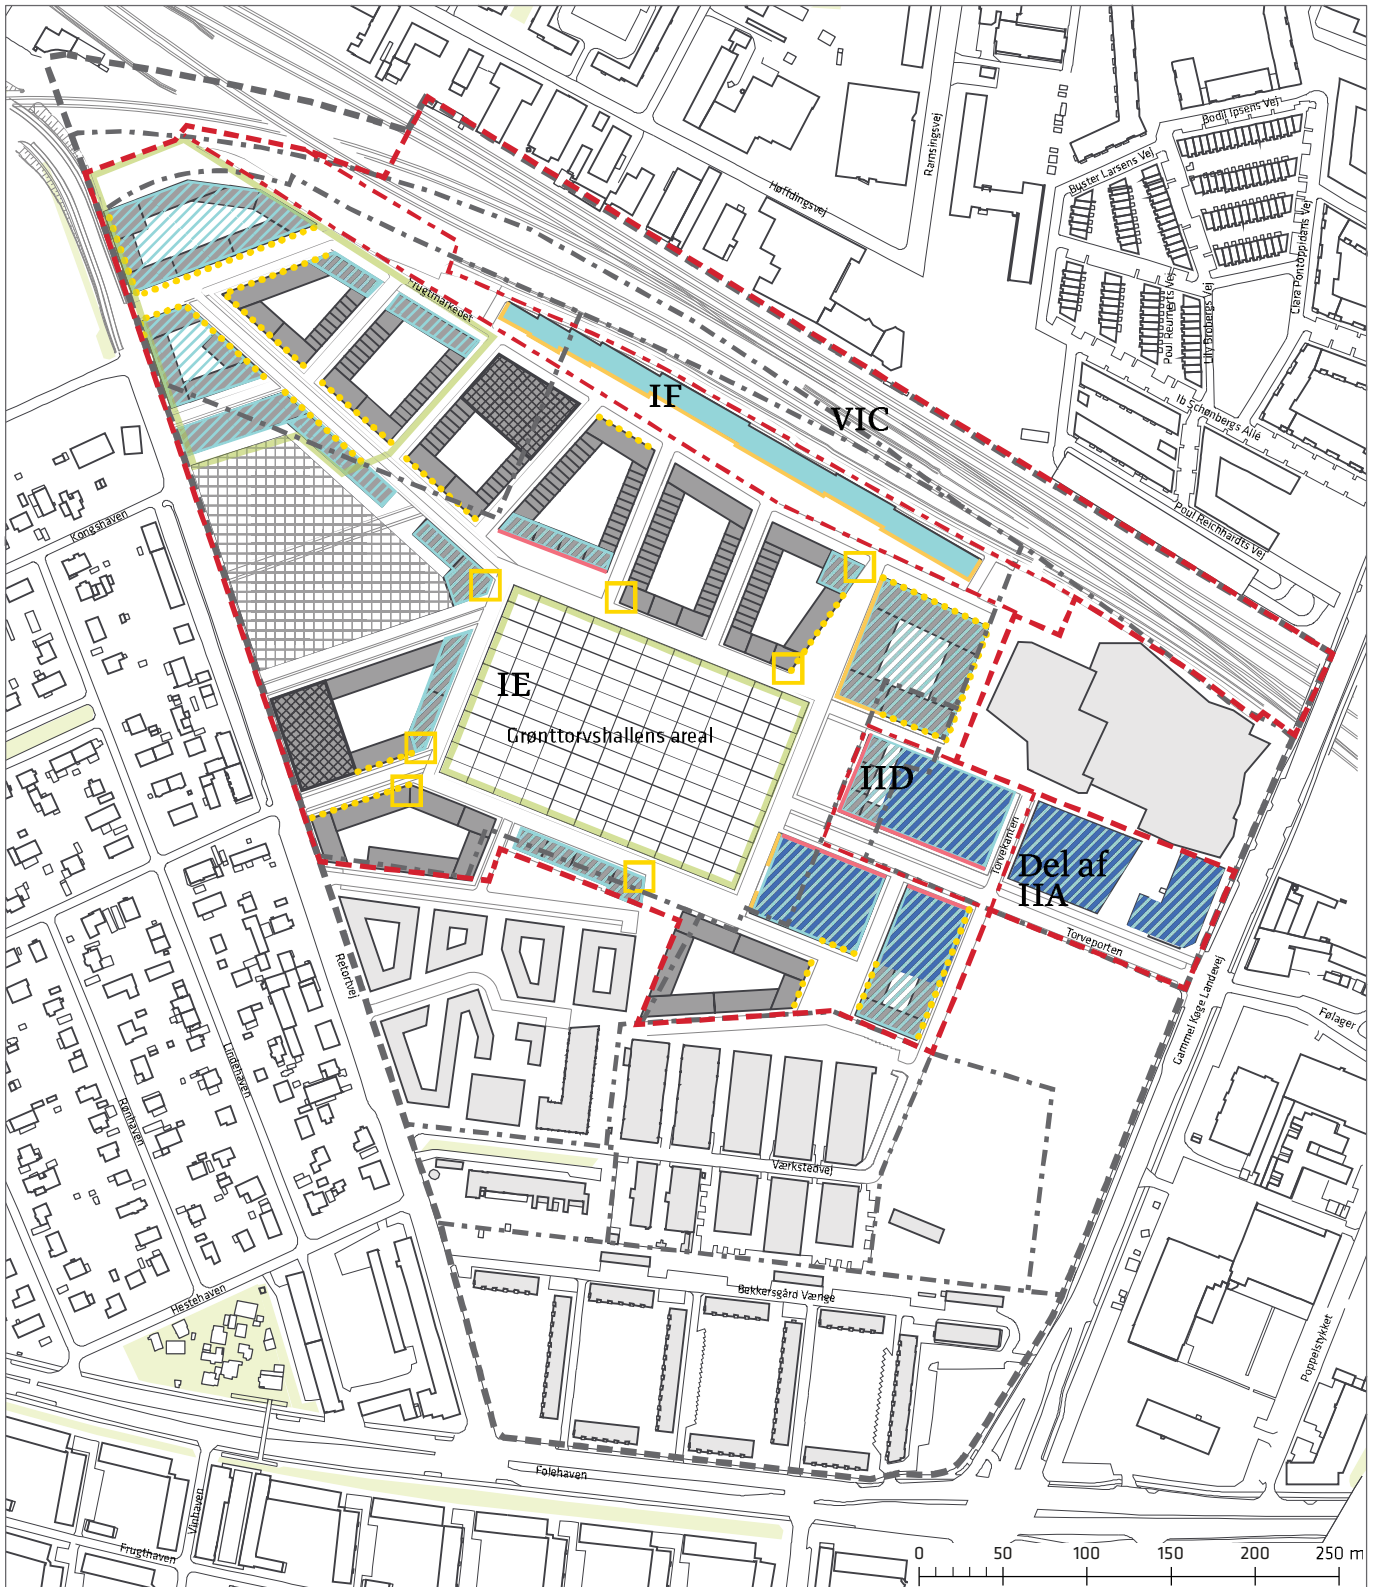 Bodil Ipsens Vej
Ramsingsvej
Buster Larsens Vej
Høffdingsvej
Clara Pontoppidans Vej
Frugtmarkedet
Poul Reumerts Vej
Lily Brobergs Vej
IF
VIC
Ib Schønbergs Allé
Kongshaven
Poul Reichhardts Vej
IE
Grønttorvshallens areal
IID
Torvekanten
Del af
IIA
Torveporten
Retortvej
Gammel Køge Landevej
Følager
Lindehaven
Rønhaven
Værkstedvej
Hestehaven
Bekkersgård Vænge
Poppelstykket
Folehaven
Vinhaven
Frugthaven
0 50 100 150 200 250 m